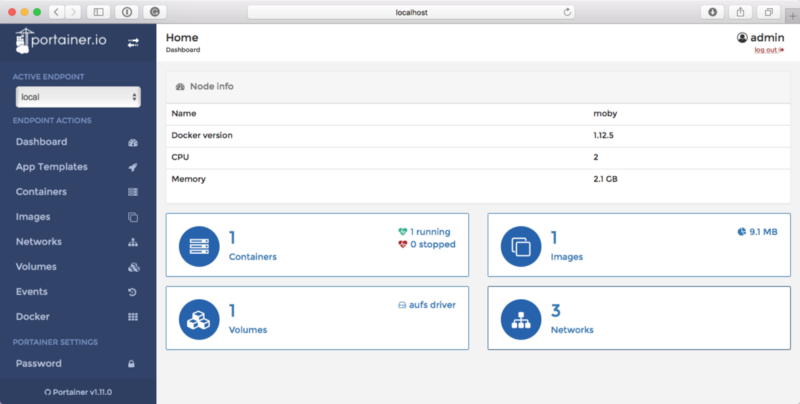 localhost
portainer.io
Home
Dashboard
admin
log out
ACTIVE ENDPOINT
local
ENDPOINT ACTIONS
Dashboard
App Templates
Containers
Images
Networks
Volumes
Events
Docker
PORTAINER SETTINGS
Password
Portainer v1.11.0
Node info
Name moby
Docker version 1.12.5
CPU 2
Memory 2.1 GB
1
Containers
1 running
0 stopped
1
Images
9.1 MB
1
Volumes
aufs driver
3
Networks